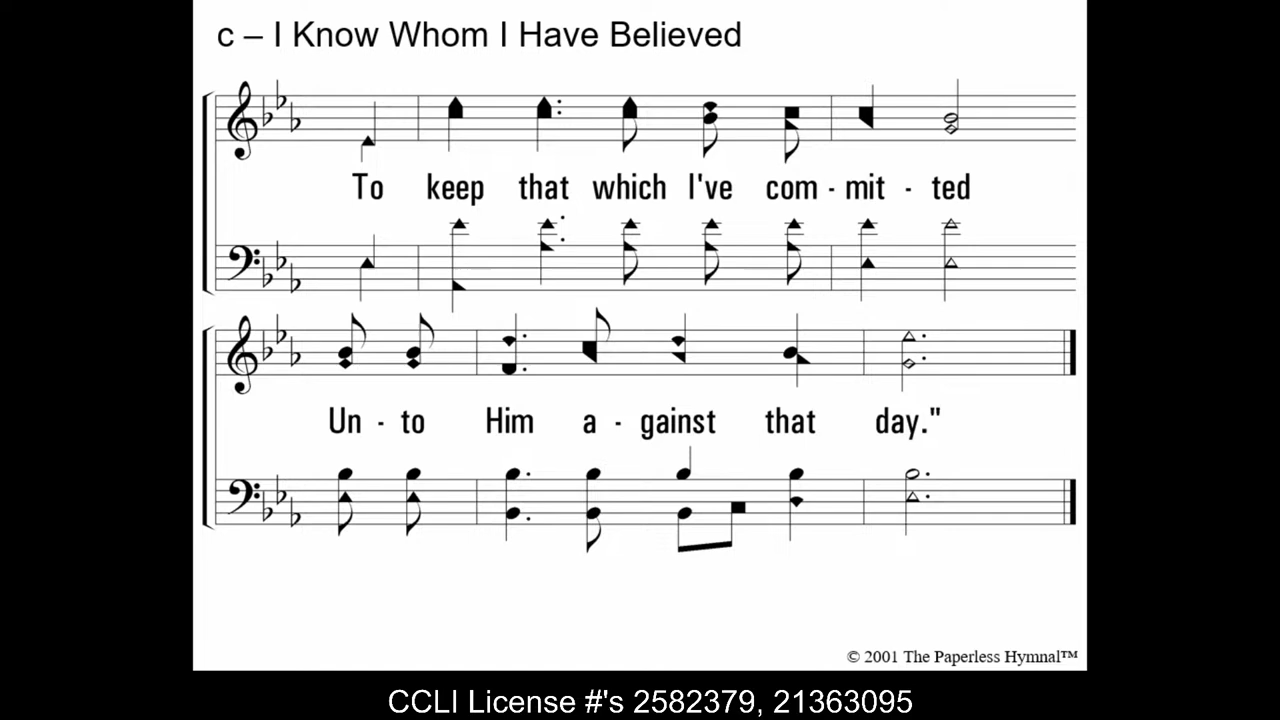 c – I Know Whom I Have Believed
To keep that which I've com - mit - ted
Un - to Him a - gainst that day."
© 2001 The Paperless Hymnal™
CCLI License #'s 2582379, 21363095